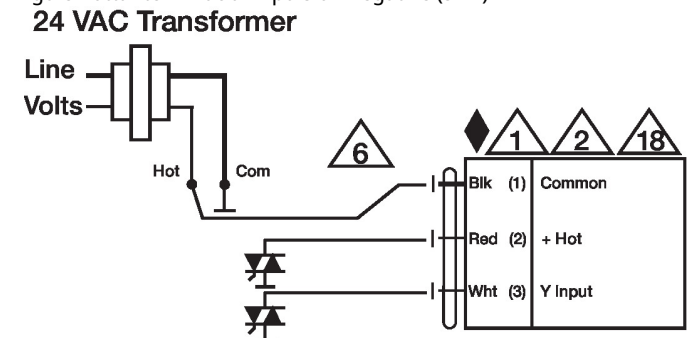 24 VAC Transformer
Line
Volts
Hot
Com
6
1
2
18
Blk (1) Common
Red (2) + Hot
Wht (3) Y Input